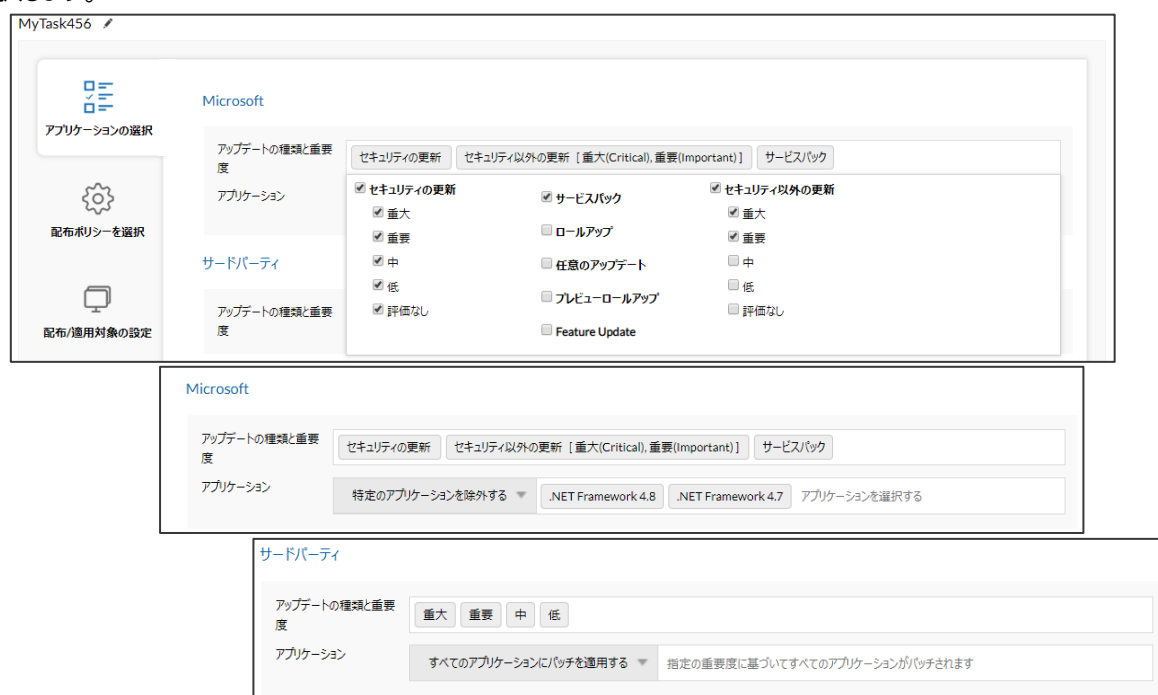 MyTask456
アプリケーションの選択
配布ポリシーを選択
配布/適用対象の設定
Microsoft
アップデートの種類と重要
度
セキュリティの更新 セキュリティ以外の更新 [ 重大(Critical), 重要(Important) ] サービスパック
アプリケーション
セキュリティの更新
重大
重要
中
低
評価なし
サービスパック
ロールアップ
任意のアップデート
プレビューロールアップ
Feature Update
セキュリティ以外の更新
重大
重要
中
低
評価なし
サードパーティ
アップデートの種類と重要
度
Microsoft
アップデートの種類と重要
度
セキュリティの更新 セキュリティ以外の更新 [ 重大(Critical), 重要(Important) ] サービスパック
アプリケーション
特定のアプリケーションを除外する .NET Framework 4.8 .NET Framework 4.7 アプリケーションを選択する
サードパーティ
アップデートの種類と重要
度
重大 重要 中 低
アプリケーション
すべてのアプリケーションにパッチを適用する 指定の重要度に基づいてすべてのアプリケーションがパッチされます